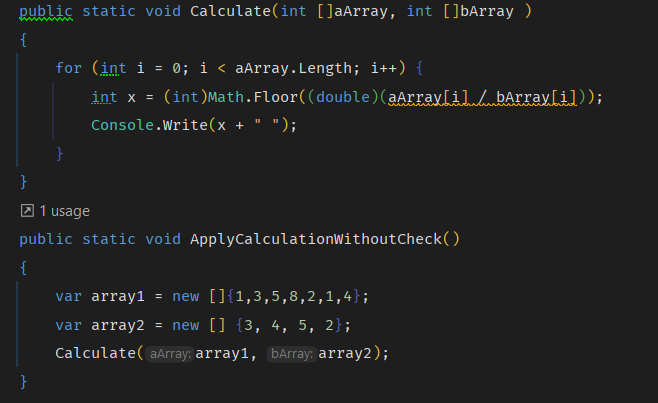 public static void Calculate(int []aArray, int []bArray )
{
for (int i = 0; i < aArray.Length; i++) {
int x = (int)Math.Floor((double)(aArray[i] / bArray[i]));
Console.Write(x + " ");
}
}
1 usage
public static void ApplyCalculationWithoutCheck()
{
var array1 = new []{1,3,5,8,2,1,4};
var array2 = new [] {3, 4, 5, 2};
Calculate(aArray: array1, bArray: array2);
}